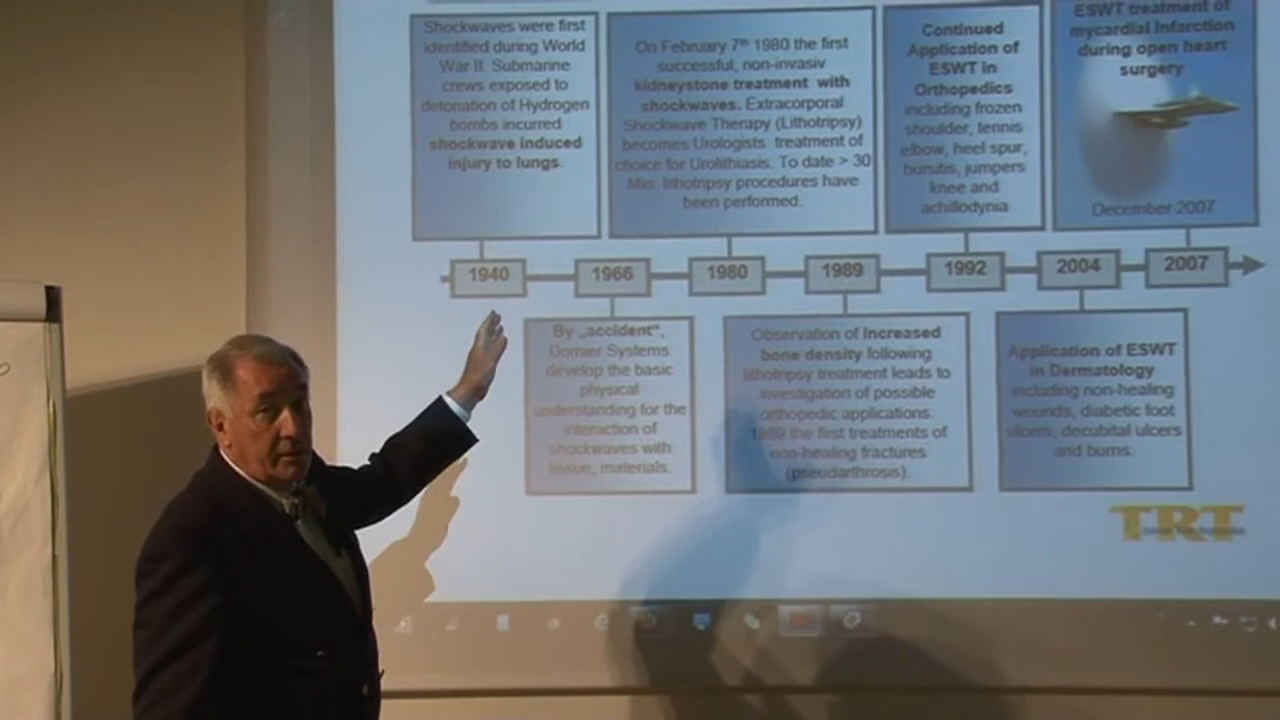 Shockwaves were first
identified during World
War II. Submarine
crews exposed to
detonation of Hydrogen
bombs incurred
shockwave induced
injury to lungs.
On February 7th 1980 the first
successful, non-invasiv
kidneystone treatment with
shockwaves. Extracorporal
Shockwave Therapy (Lithotripsy)
becomes Urologists treatment of
choice for Urolithiasis. To date > 30
Mio. lithotripsy procedures have
been performed.
Continued
Application of
ESWT in
Orthopedics
including frozen
shoulder, tennis
elbow, heel spur,
bursitis, jumpers
knee and
achillodynia
ESWT treatment of
mycardial Infarction
during open heart
surgery
December 2007
1940
1966
1980
1989
1992
2004
2007
By „accident“,
Dornier Systems
develop the basic
physical
understanding for the
interaction of
shockwaves with
tissue, materials.
Observation of increased
bone density following
lithotripsy treatment leads to
investigation of possible
orthopedic applications.
1989 the first treatments of
non-healing fractures
(pseudarthrosis).
Application of ESWT
in Dermatology
including non-healing
wounds, diabetic foot
ulcers, decubital ulcers
and burns.
TRT